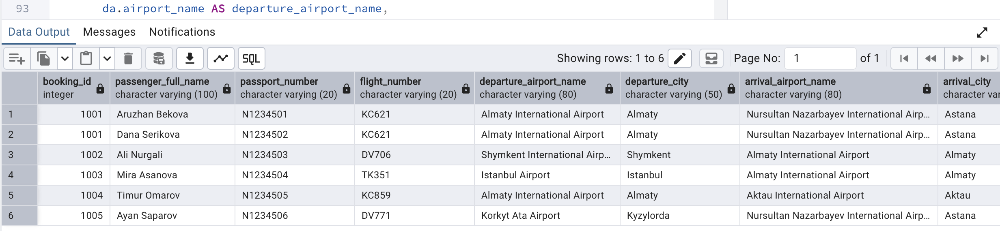 93 da.airport_name AS departure_airport_name,
Data Output Messages Notifications
SQL Showing rows: 1 to 6 Page No: 1 of 1
booking_id passenger_full_name passport_number flight_number departure_airport_name departure_city arrival_airport_name arrival_city
integer character varying (100) character varying (20) character varying (20) character varying (80) character varying (50) character varying (80) character var
1 1001 Aruzhan Bekova N1234501 KC621 Almaty International Airport Almaty Nursultan Nazarbayev International Airp… Astana
2 1001 Dana Serikova N1234502 KC621 Almaty International Airport Almaty Nursultan Nazarbayev International Airp… Astana
3 1002 Ali Nurgali N1234503 DV706 Shymkent International Airp… Shymkent Almaty International Airport Almaty
4 1003 Mira Asanova N1234504 TK351 Istanbul Airport Istanbul Almaty International Airport Almaty
5 1004 Timur Omarov N1234505 KC859 Almaty International Airport Almaty Aktau International Airport Aktau
6 1005 Ayan Saparov N1234506 DV771 Korkyt Ata Airport Kyzylorda Nursultan Nazarbayev International Airp… Astana